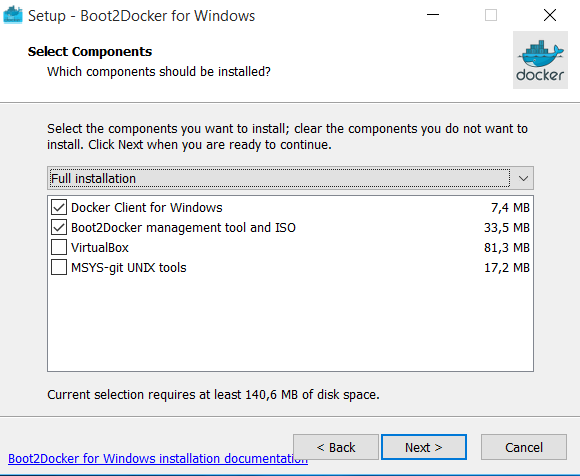 Setup - Boot2Docker for Windows
Select Components
Which components should be installed?
docker
Select the components you want to install; clear the components you do not want to
install. Click Next when you are ready to continue.
Full installation
Docker Client for Windows 7,4 MB
Boot2Docker management tool and ISO 33,5 MB
VirtualBox 81,3 MB
MSYS-git UNIX tools 17,2 MB
Current selection requires at least 140,6 MB of disk space.
< Back Next > Cancel
Boot2Docker for Windows installation documentation